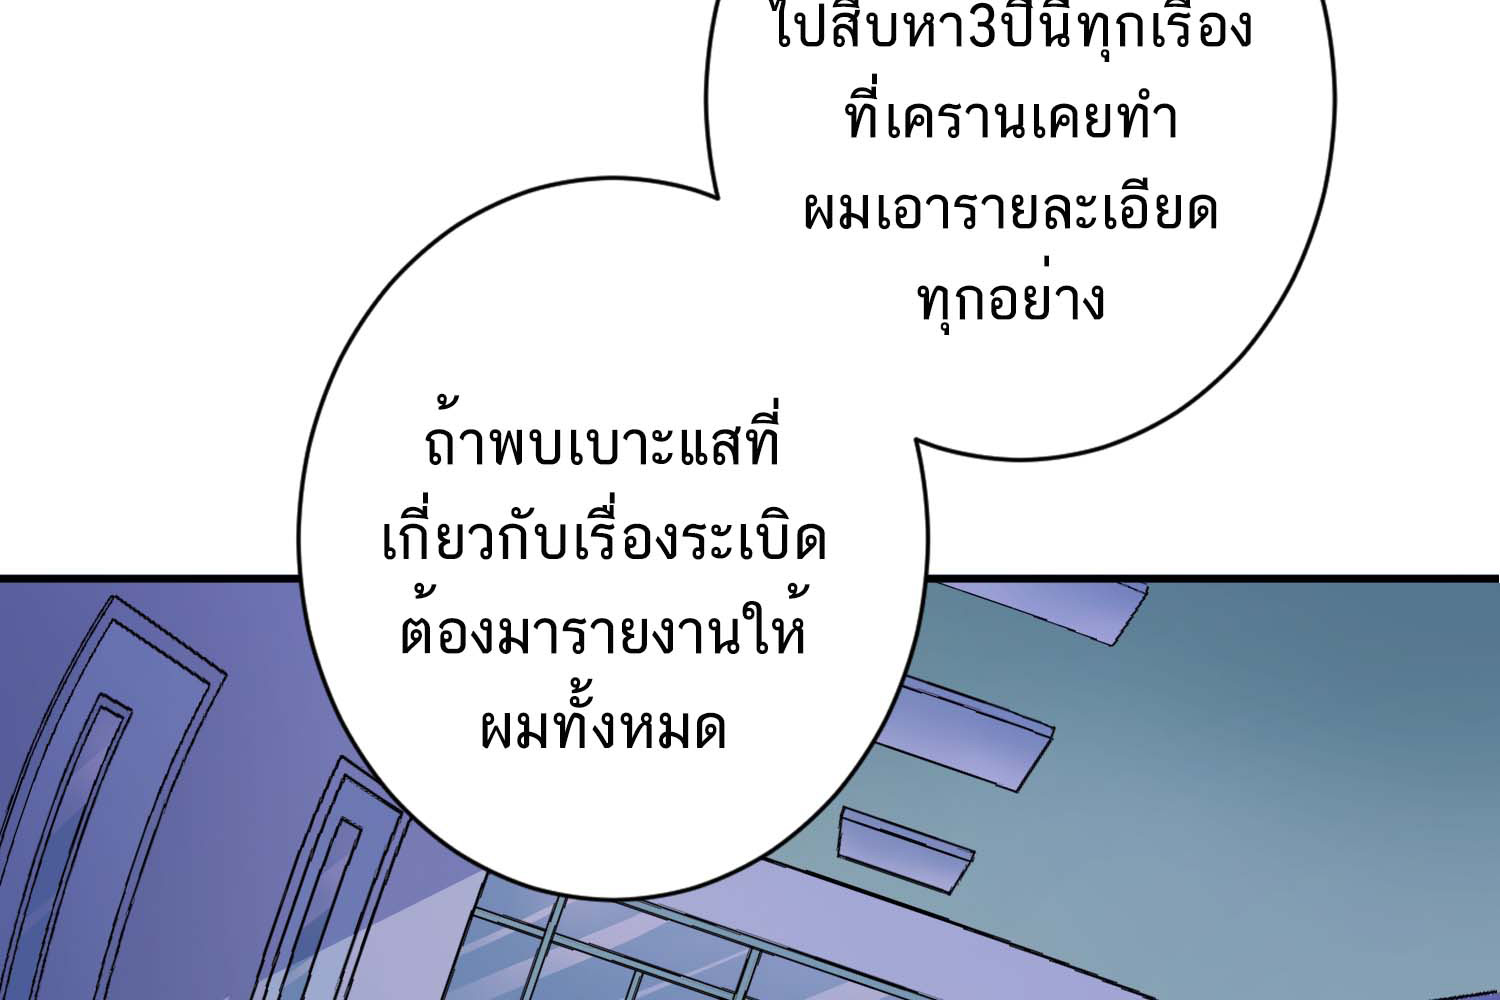 ไปสืบหา3ปีนี้ทุกเรื่อง
ที่เครานเคยทำ
ผมเอารายละเอียด
ทุกอย่าง
ถ้าพบเบาะแสที่
เกี่ยวกับเรื่องระเบิด
ต้องมารายงานให้
ผมทั้งหมด